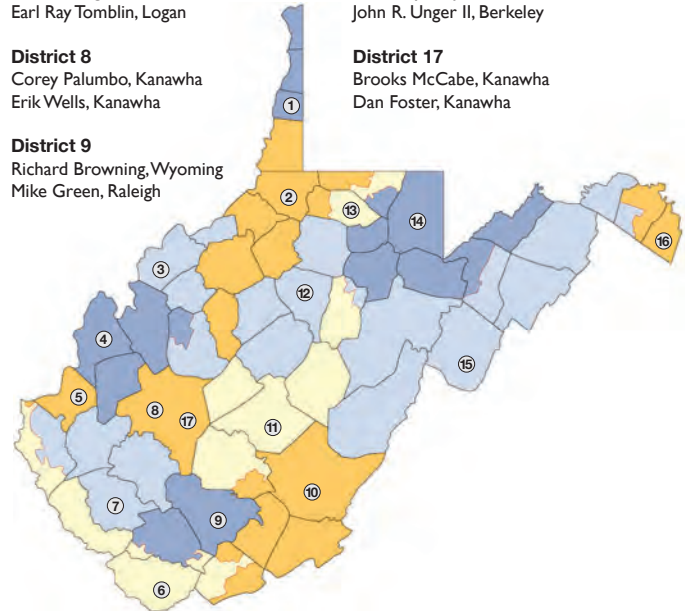 Earl Ray Tomblin, Logan
District 8
Corey Palumbo, Kanawha
Erik Wells, Kanawha
District 9
Richard Browning, Wyoming
Mike Green, Raleigh
John R. Unger II, Berkeley
District 17
Brooks McCabe, Kanawha
Dan Foster, Kanawha
1
2
13
14
16
3
12
4
15
5
8
17
11
10
7
9
6